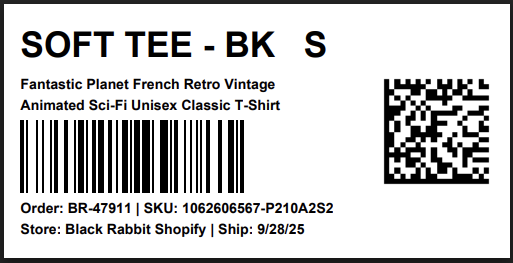 SOFT TEE - BK S
Fantastic Planet French Retro Vintage
Animated Sci-Fi Unisex Classic T-Shirt
Order: BR-47911 | SKU: 1062606567-P210A2S2
Store: Black Rabbit Shopify | Ship: 9/28/25